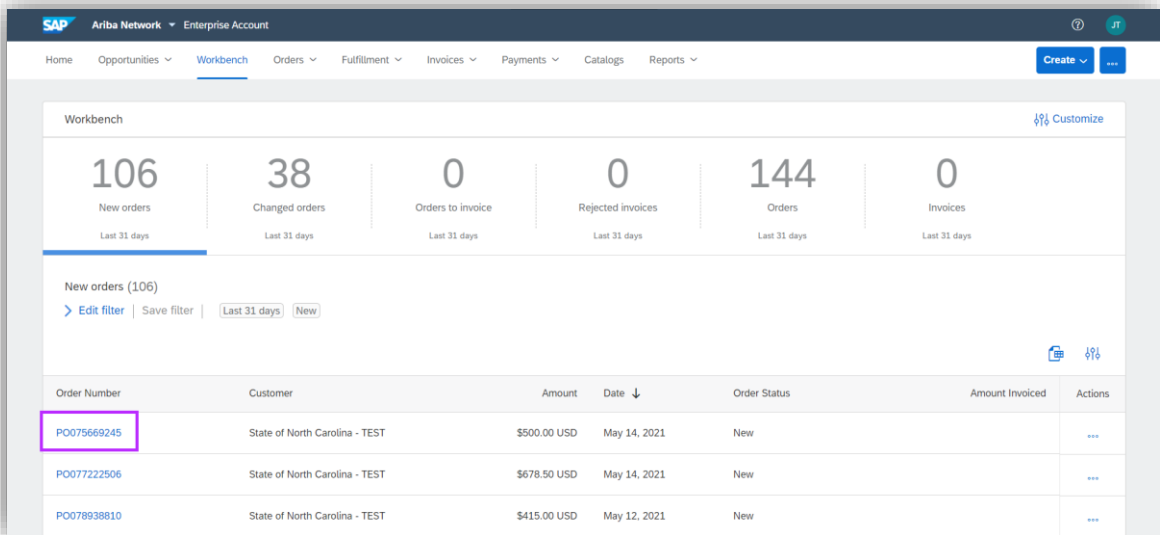 SAP Ariba Network Enterprise Account JT
Home Opportunities Workbench Orders Fulfillment Invoices Payments Catalogs Reports Create ...
Workbench Customize
106 38 0 0 144 0
New orders Changed orders Orders to invoice Rejected invoices Orders Invoices
Last 31 days Last 31 days Last 31 days Last 31 days Last 31 days Last 31 days
New orders (106)
Edit filter | Save filter | Last 31 days New
Order Number Customer Amount Date ↓ Order Status Amount Invoiced Actions
PO075669245 State of North Carolina - TEST $500.00 USD May 14, 2021 New ...
PO077222506 State of North Carolina - TEST $678.50 USD May 14, 2021 New ...
PO078938810 State of North Carolina - TEST $415.00 USD May 12, 2021 New ...